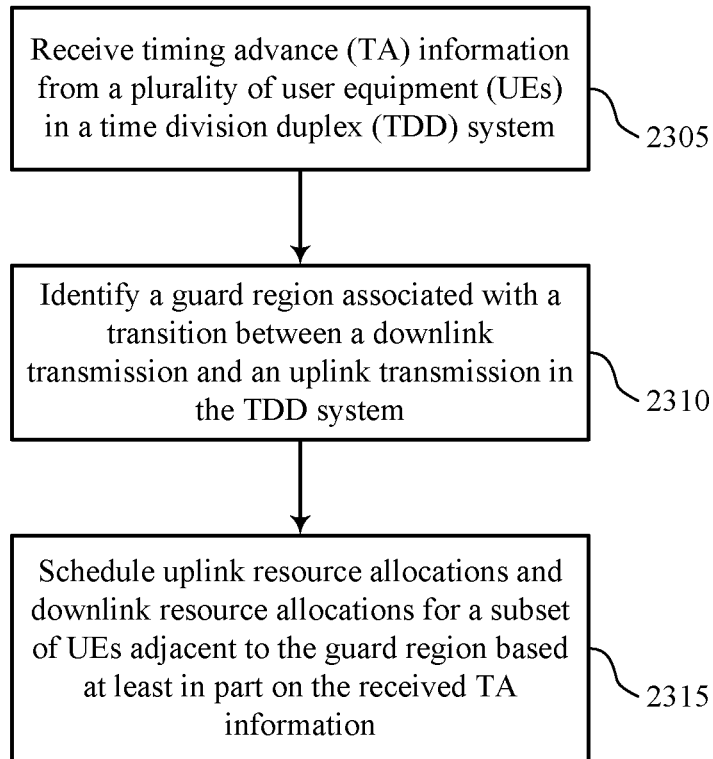 Receive timing advance (TA) information
from a plurality of user equipment (UEs)
in a time division duplex (TDD) system
2305
Identify a guard region associated with a
transition between a downlink
transmission and an uplink transmission in
the TDD system
2310
Schedule uplink resource allocations and
downlink resource allocations for a subset
of UEs adjacent to the guard region based
at least in part on the received TA
information
2315